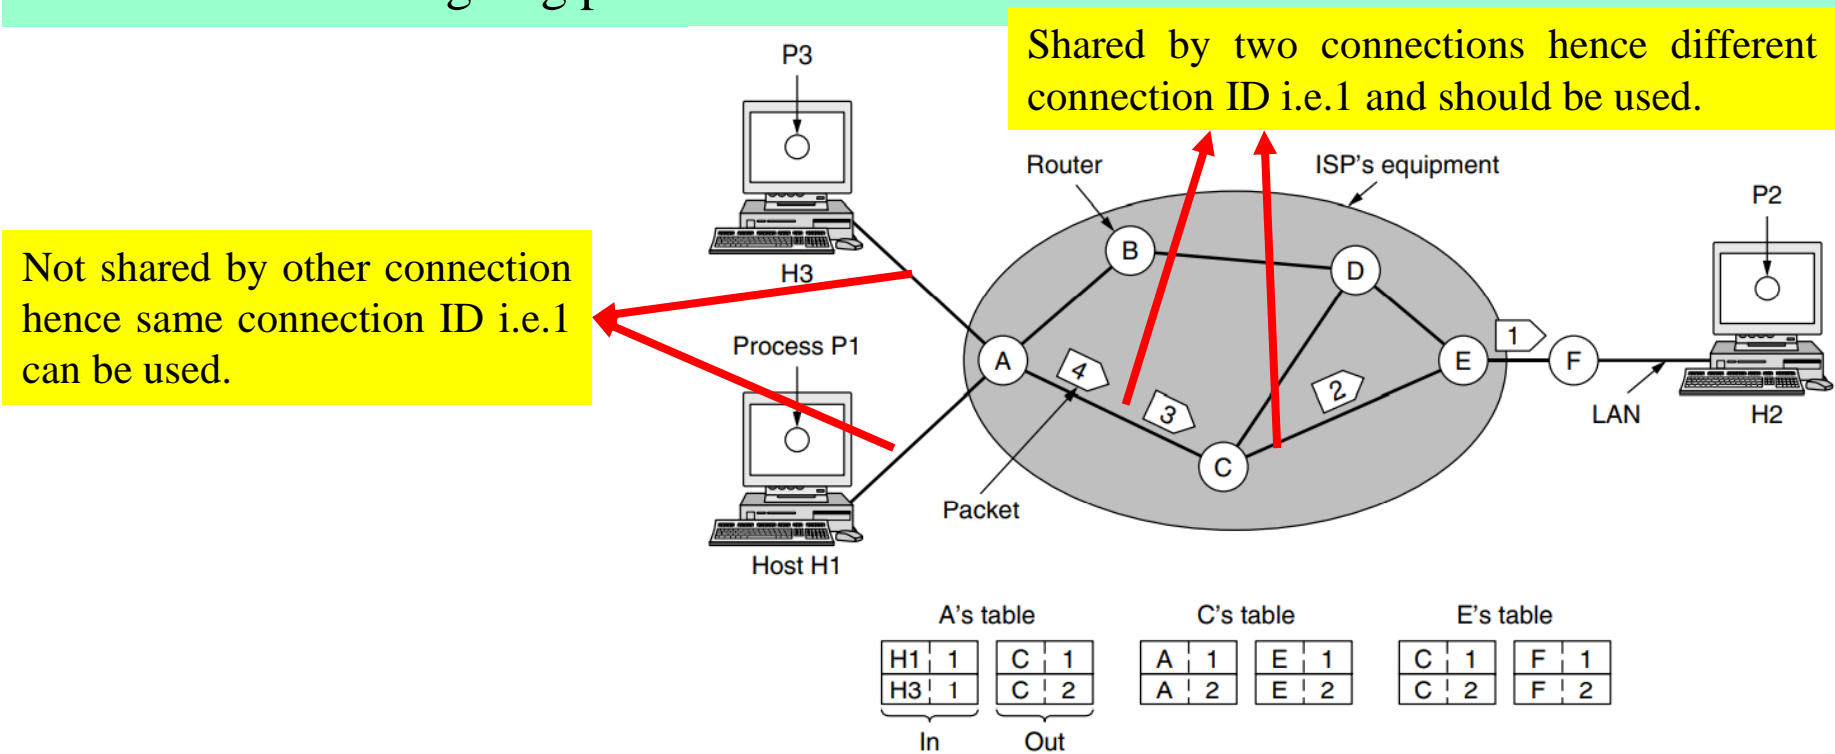 Shared by two connections hence different
connection ID i.e.1 and should be used.
P3
Router
ISP's equipment
P2
Not shared by other connection
hence same connection ID i.e.1
can be used.
H3
B
D
Process P1
A
4
3
2
E
1
F
C
LAN
H2
Packet
Host H1
A's table
C's table
E's table
H1 1 C 1 A 1 E 1 C 1 F 1
H3 1 C 2 A 2 E 2 C 2 F 2
In
Out